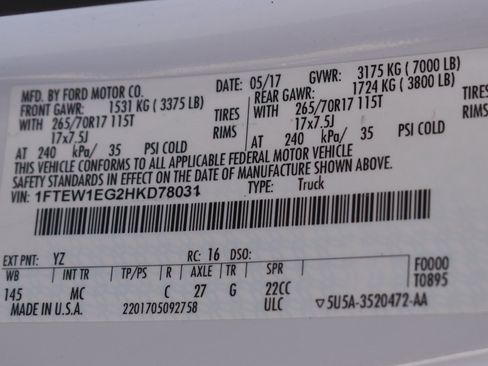 MFD. BY FORD MOTOR CO. DATE: 05/17 GVWR: 3175 KG ( 7000 LB)
FRONT GAWR: 1531 KG ( 3375 LB) REAR GAWR: 1724 KG ( 3800 LB)
WITH 265/70R17 115T TIRES WITH 265/70R17 115T TIRES
17x7.5J RIMS 17x7.5J RIMS
AT 240 kPa/ 35 PSI COLD AT 240 kPa/ 35 PSI COLD
THIS VEHICLE CONFORMS TO ALL APPLICABLE FEDERAL MOTOR VEHICLE
SAFETY STANDARDS IN EFFECT ON THE DATE OF MANUFACTURE SHOWN ABOVE.
VIN: 1FTEW1EG2HKD78031 TYPE: Truck
EXT PNT: YZ RC: 16 DSO: F0000
WB INT TR TP/PS R AXLE TR SPR T0895
145 MC C 27 G 22CC
MADE IN U.S.A. 2201705092758 ULC ▽5U5A-3520472-AA